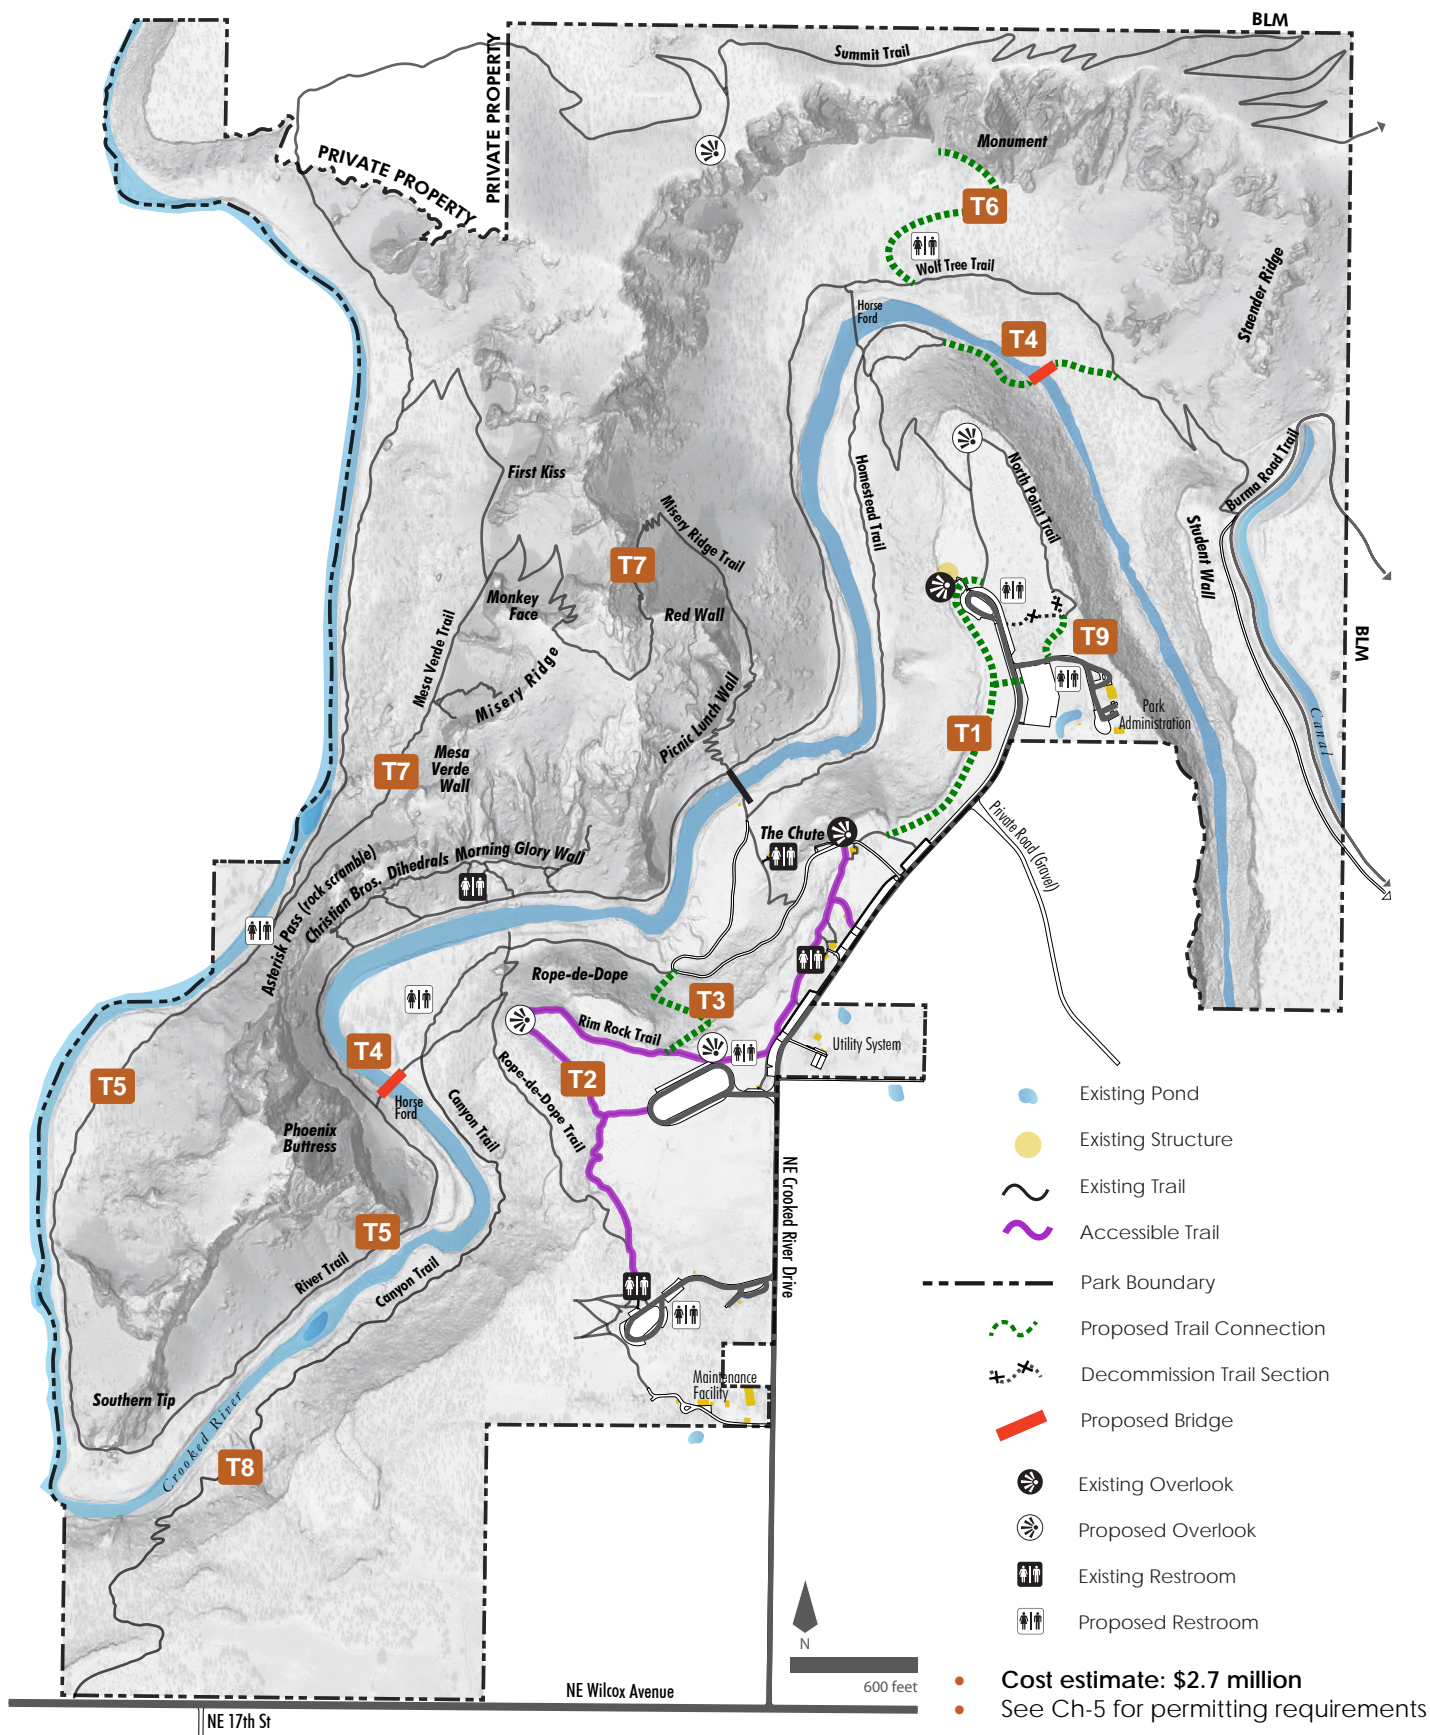 BLM
Summit Trail
PRIVATE PROPERTY
Monument
PRIVATE PROPERTY
T6
Wolf Tree Trail
Staender Ridge
Horse
Ford
T4
First Kiss
Homestead Trail
North Point Trail
Burma Road Trail
Misery Ridge Trail
T7
Student Wall
Monkey
Face
Red Wall
Mesa Verde Trail
T9
BLM
Misery Ridge
Picnic Lunch Wall
Park
Administration
Canal
T1
Mesa
Verde
Wall
T7
Private Road (Gravel)
The Chute
Morning Glory Wall
Dihedrals
Christian Bros.
Asterisk Pass (rock scramble)
Rope-de-Dope
T3
Rim Rock Trail
Utility System
T4
T2
Rope-de-Dope Trail
T5
Horse
Ford
Canyon Trail
Phoenix
Buttress
Existing Pond
Existing Structure
Existing Trail
Accessible Trail
Park Boundary
Proposed Trail Connection
Decommission Trail Section
Proposed Bridge
Existing Overlook
Proposed Overlook
Existing Restroom
Proposed Restroom
NE Crooked River Drive
T5
River Trail
Canyon Trail
Maintenance
Facility
Southern Tip
Crooked River
T8
N
600 feet
• Cost estimate: $2.7 million
• See Ch-5 for permitting requirements
NE Wilcox Avenue
NE 17th St